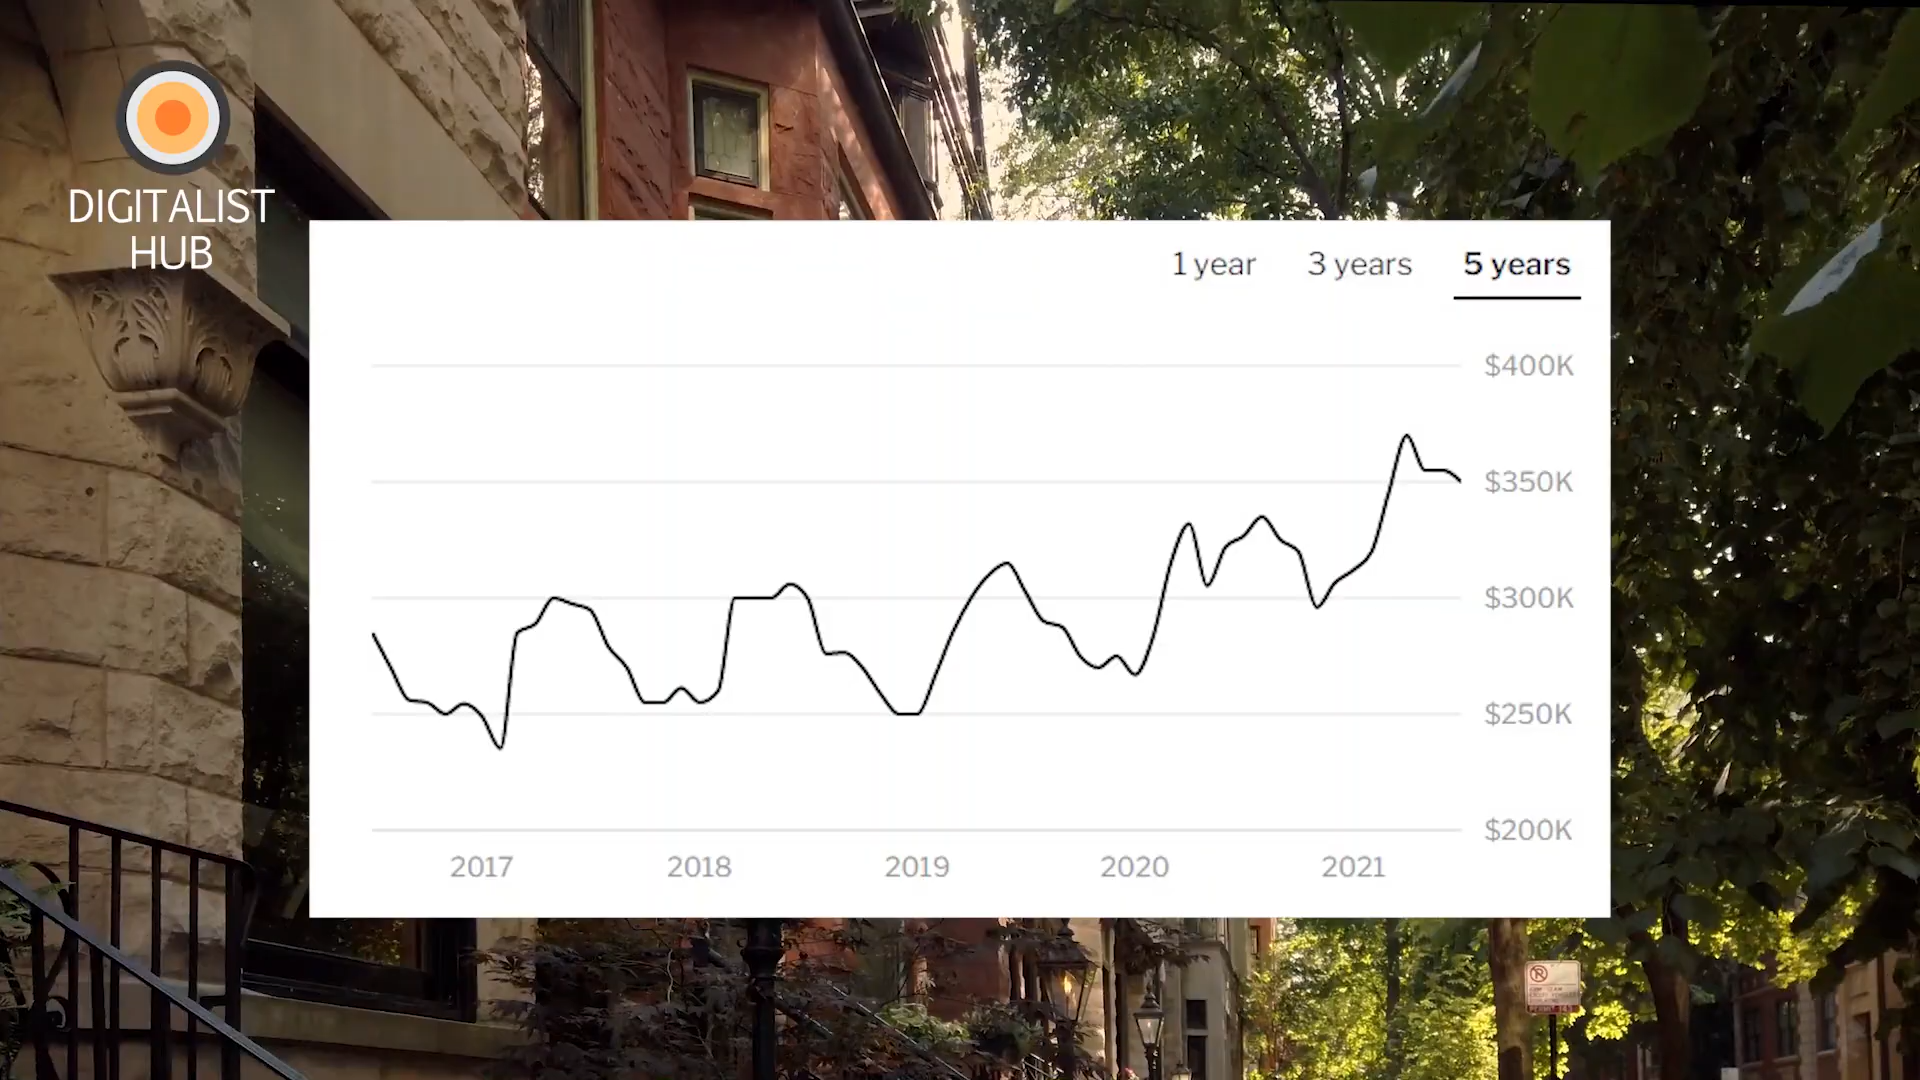 DIGITALIST
HUB
1 year 3 years 5 years
$400K
$350K
$300K
$250K
$200K
2017 2018 2019 2020 2021